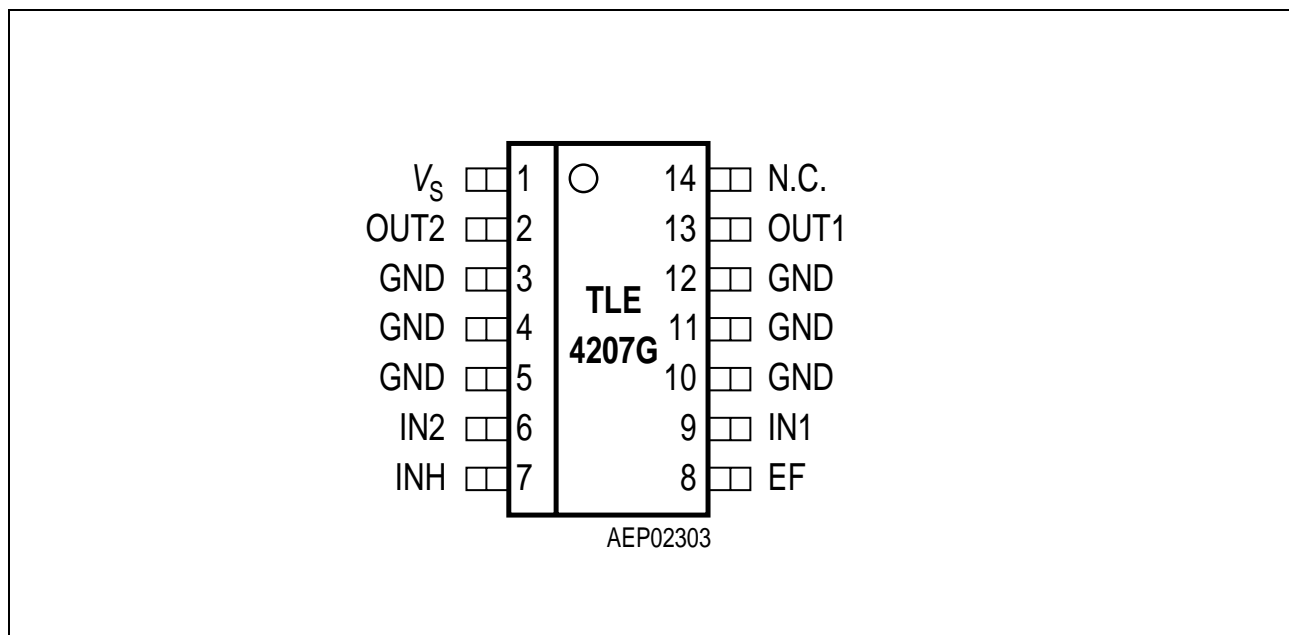 V_S 1 14 N.C.
OUT2 2 13 OUT1
GND 3 12 GND
GND 4 11 GND
GND 5 10 GND
IN2 6 9 IN1
INH 7 8 EF
TLE
4207G
AEP02303